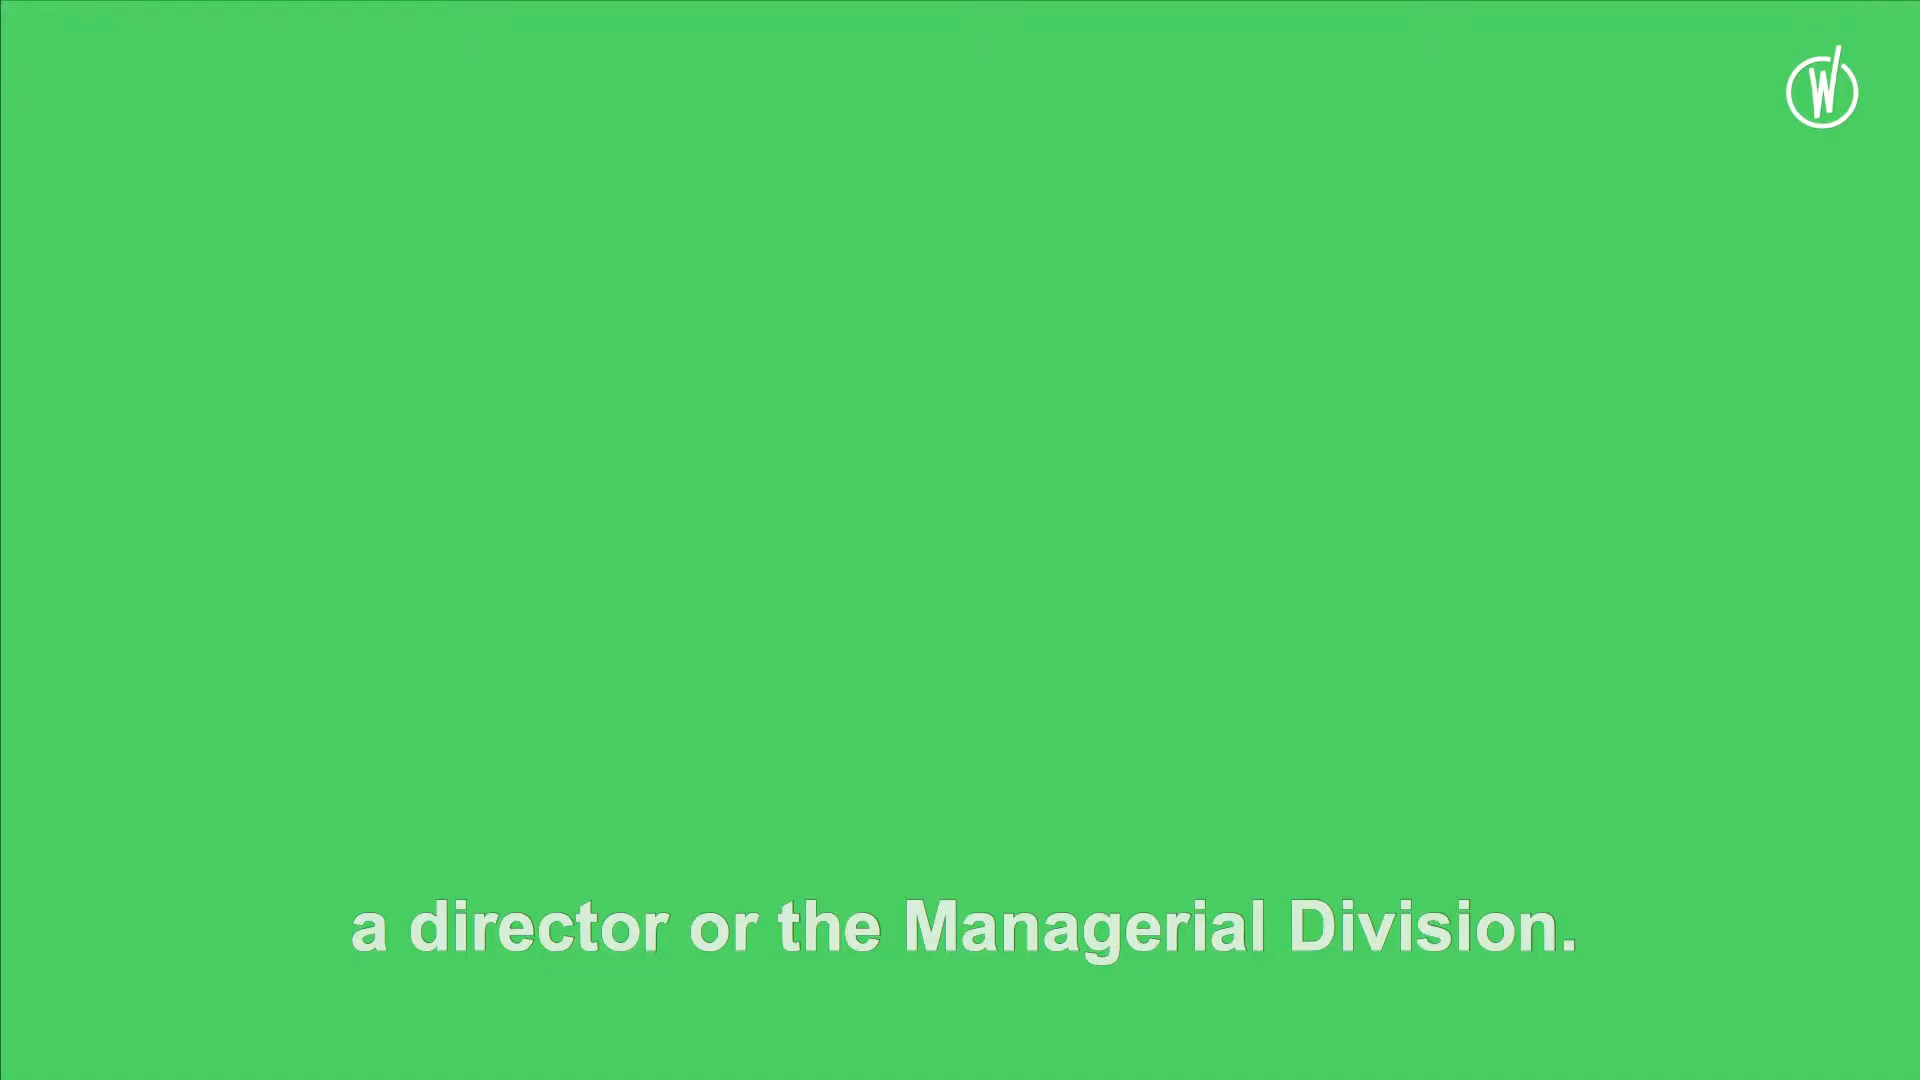 W
a director or the Managerial Division.